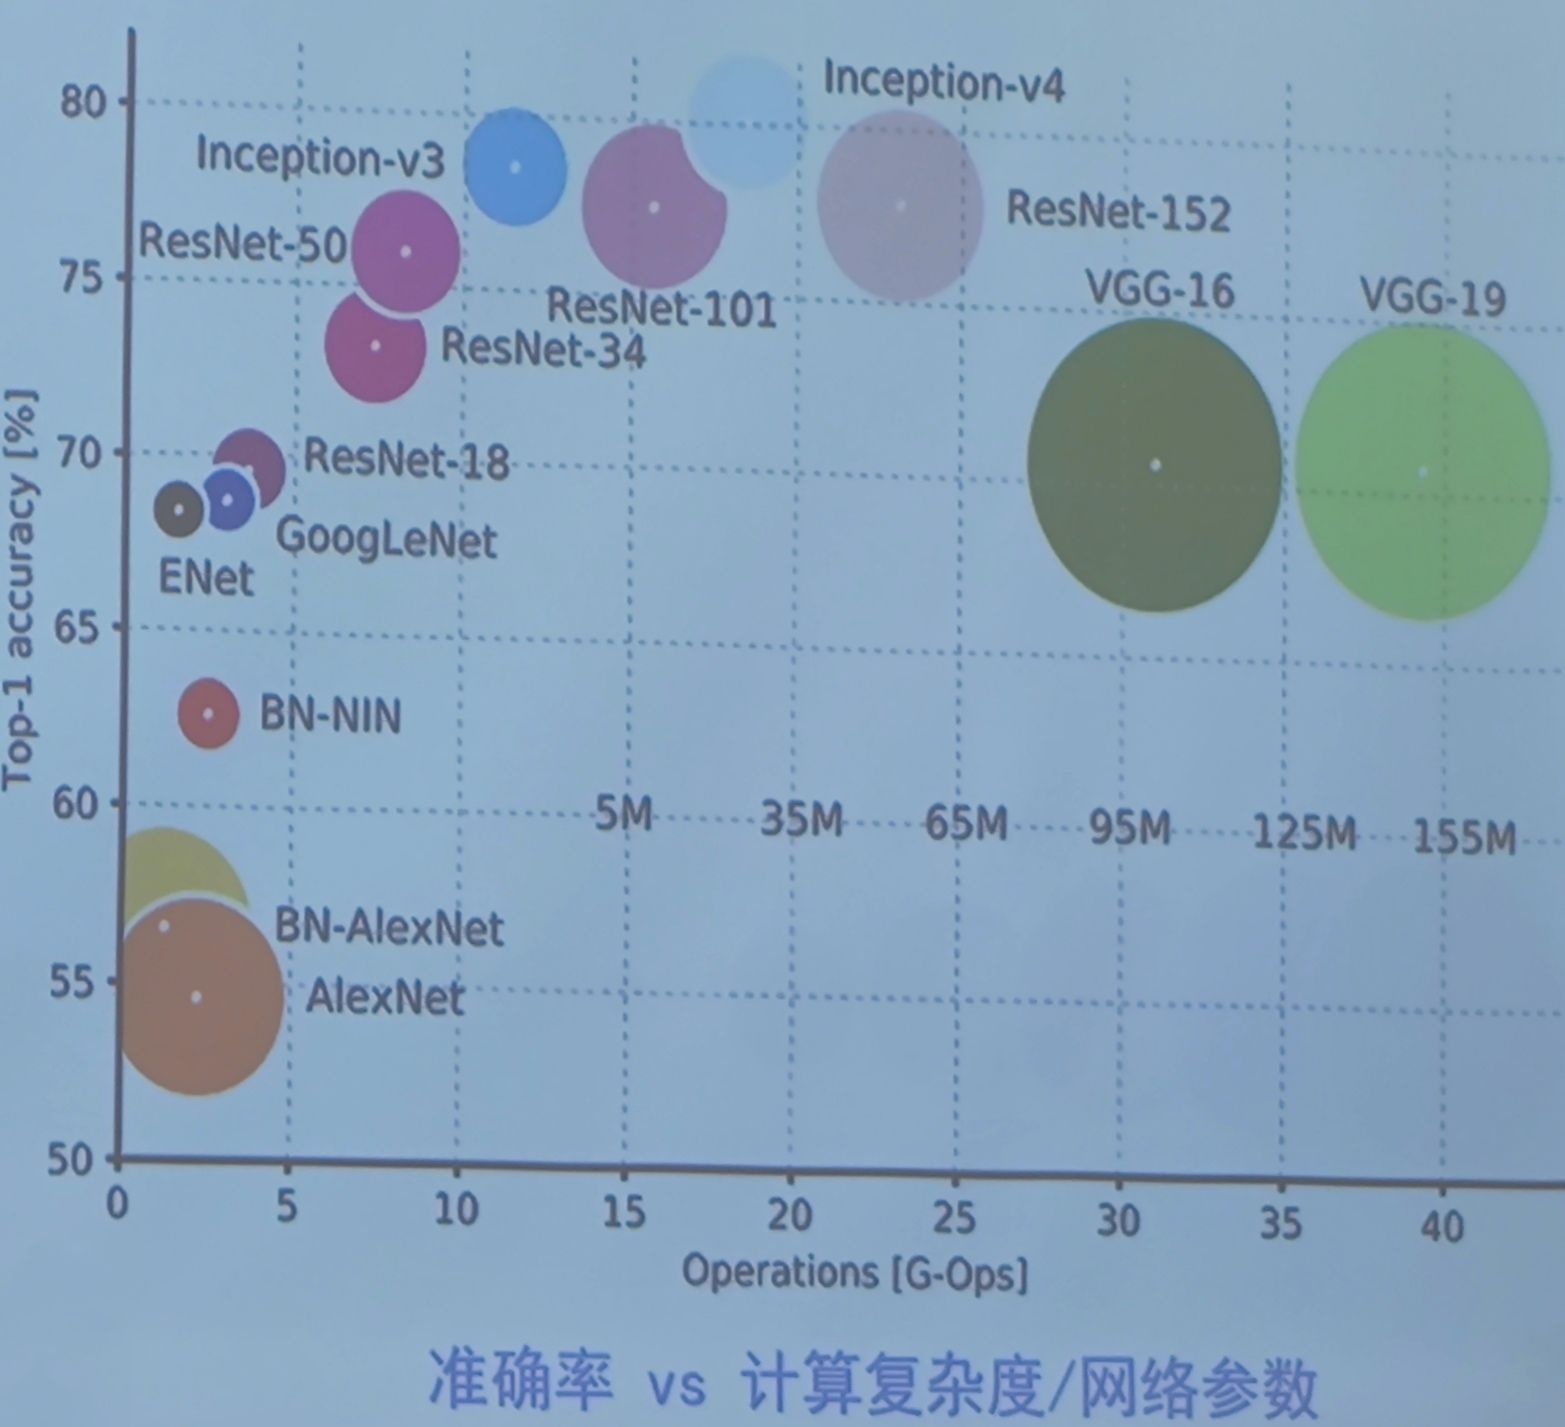 Inception-v4
80
Inception-v3
ResNet-152
ResNet-50
75
VGG-16
VGG-19
ResNet-101
ResNet-34
Top-1 accuracy [%]
70
ResNet-18
GoogLeNet
ENet
65
BN-NIN
60
5M 35M 65M 95M 125M 155M
BN-AlexNet
55
AlexNet
50
0 5 10 15 20 25 30 35 40
Operations [G-Ops]
准确率 vs 计算复杂度/网络参数